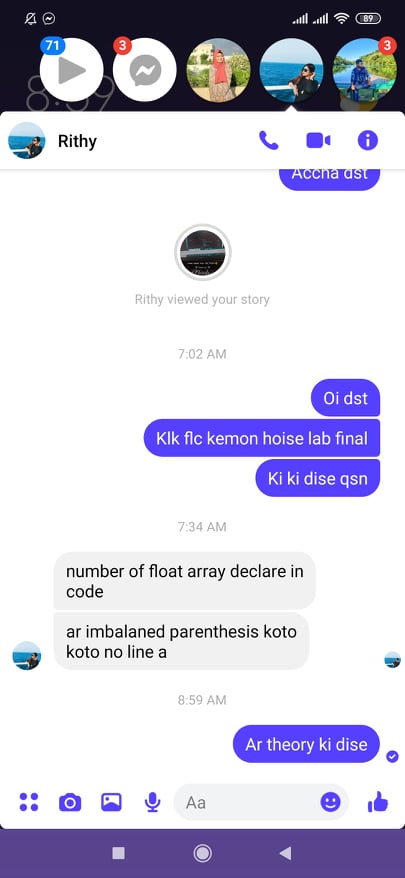 89
71
3
3
8:59
Rithy
Accha dst
Rithy viewed your story
7:02 AM
Oi dst
Klk flc kemon hoise lab final
Ki ki dise qsn
7:34 AM
number of float array declare in
code
ar imbalaned parenthesis koto
koto no line a
8:59 AM
Ar theory ki dise
Aa